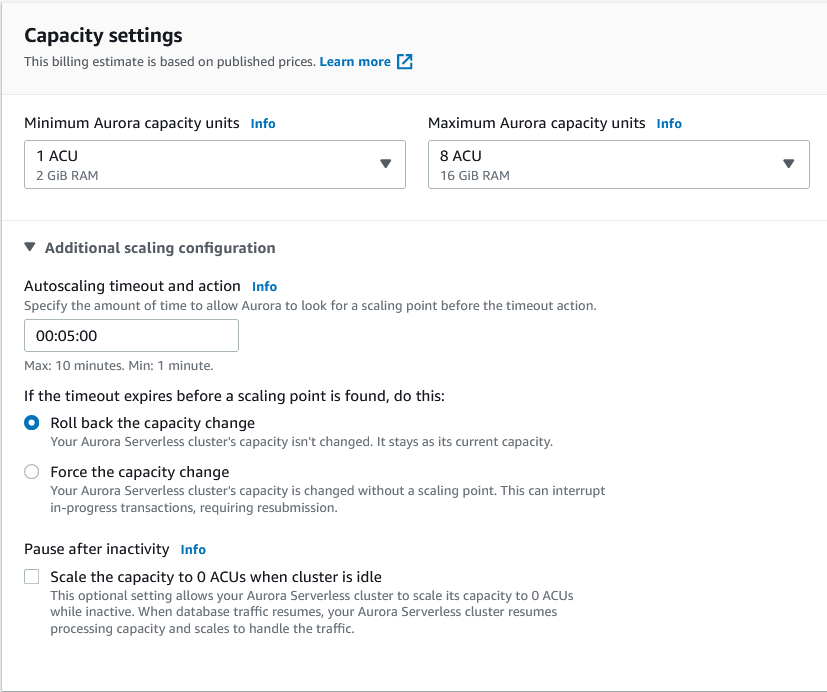 Capacity settings
This billing estimate is based on published prices. Learn more
Minimum Aurora capacity units Info
Maximum Aurora capacity units Info
1 ACU
2 GiB RAM
8 ACU
16 GiB RAM
Additional scaling configuration
Autoscaling timeout and action Info
Specify the amount of time to allow Aurora to look for a scaling point before the timeout action.
00:05:00
Max: 10 minutes. Min: 1 minute.
If the timeout expires before a scaling point is found, do this:
Roll back the capacity change
Your Aurora Serverless cluster's capacity isn't changed. It stays as its current capacity.
Force the capacity change
Your Aurora Serverless cluster's capacity is changed without a scaling point. This can interrupt
in-progress transactions, requiring resubmission.
Pause after inactivity Info
Scale the capacity to 0 ACUs when cluster is idle
This optional setting allows your Aurora Serverless cluster to scale its capacity to 0 ACUs
while inactive. When database traffic resumes, your Aurora Serverless cluster resumes
processing capacity and scales to handle the traffic.